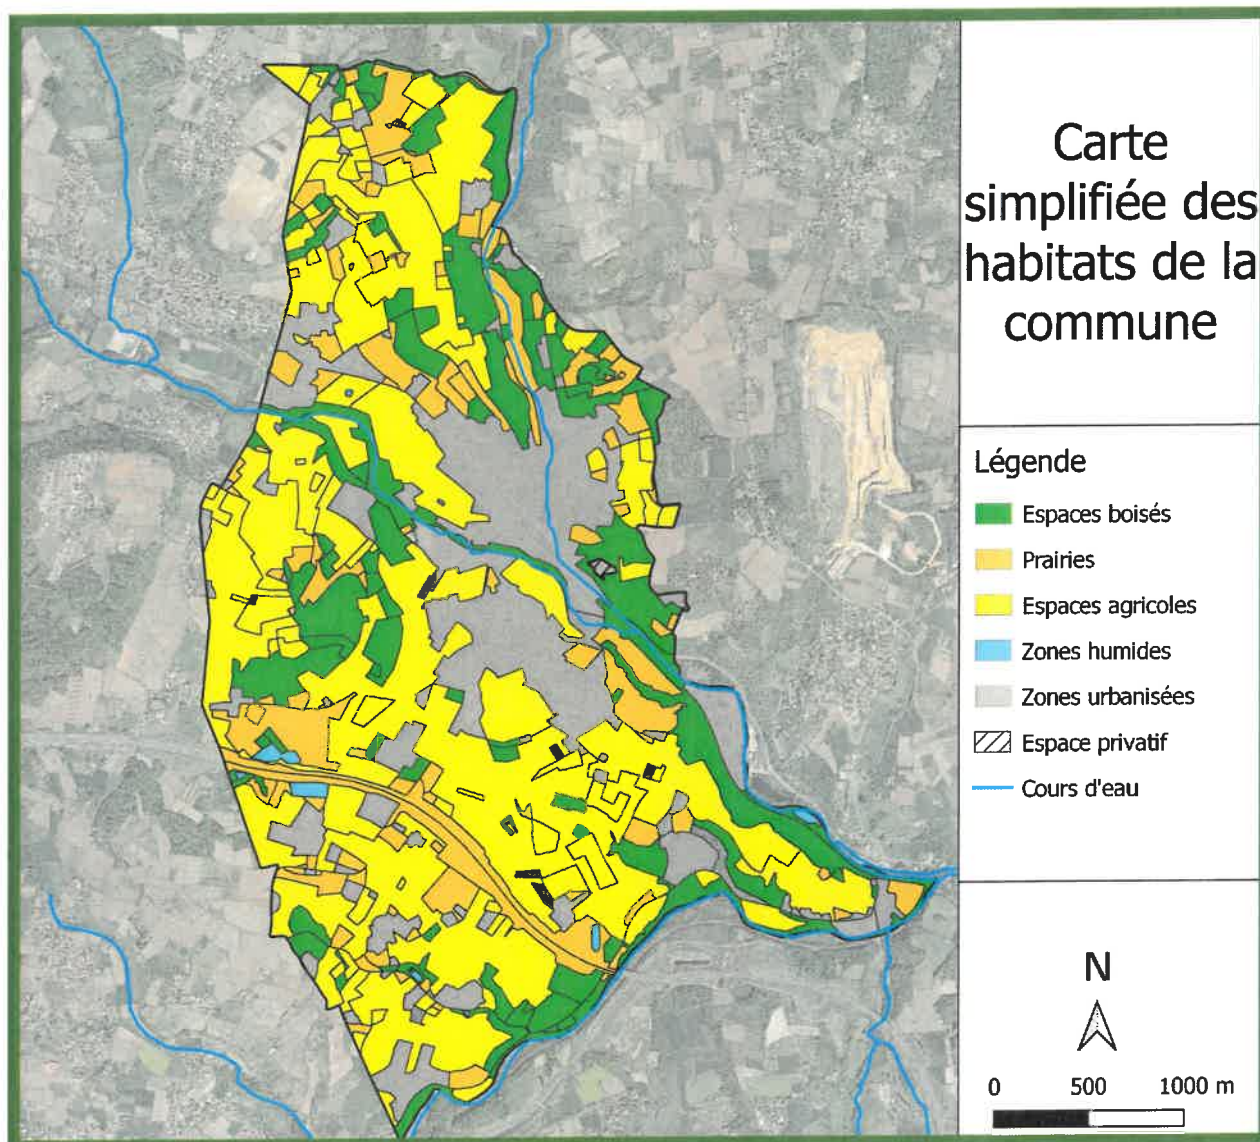 Carte
simplifiée des
habitats de la
commune
Légende
Espaces boisés
Prairies
Espaces agricoles
Zones humides
Zones urbanisées
Espace privatif
Cours d'eau
N
0 500 1000 m